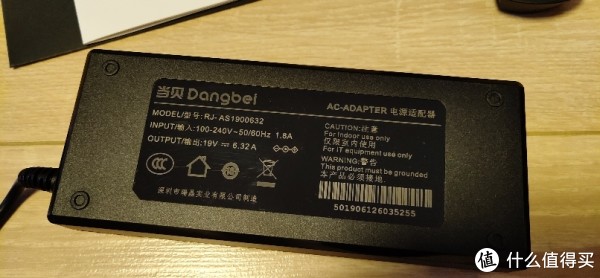 当贝 Dangbei
AC-ADAPTER 电源适配器
MODEL/型号:RJ-AS1900632
INPUT/输入:100-240V~50/60Hz 1.8A
OUTPUT/输出:19V 6.32A
CAUTION:注意
For indoor use only
仅限室内使用
For IT equipment use only
WARNING:警告
This product must be grounded
本产品必须接地.
深圳市瑞晶实业有限公司制造
S01906126035255
值 什么值得买